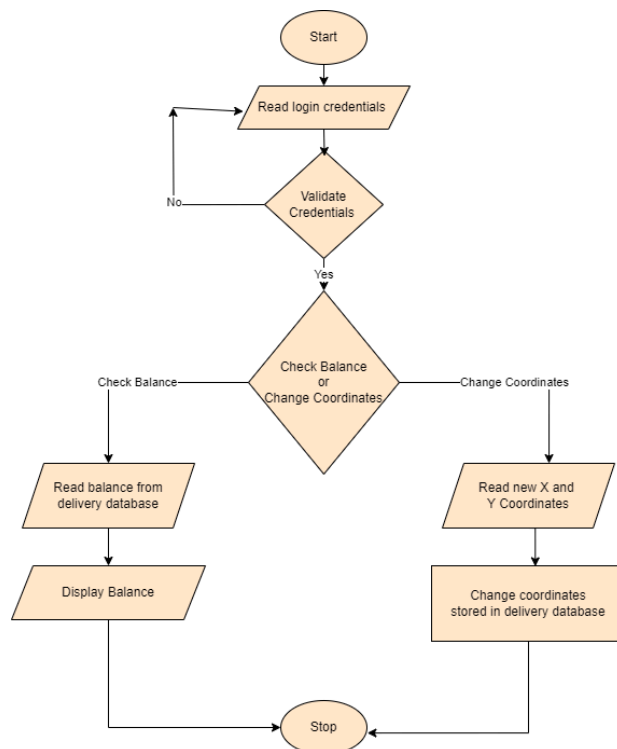 Start
Read login credentials
No
Validate
Credentials
Yes
Check Balance
or
Change Coordinates
Check Balance
Change Coordinates
Read balance from
delivery database
Read new X and
Y Coordinates
Display Balance
Change coordinates
stored in delivery database
Stop